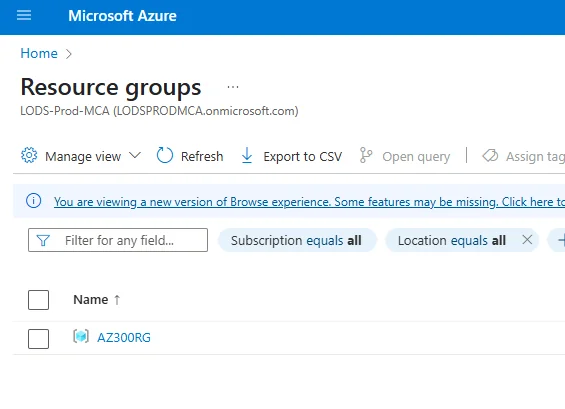 Microsoft Azure
Home
Resource groups ...
LODS-Prod-MCA (LODSPRODMCA.onmicrosoft.com)
Manage view Refresh Export to CSV Open query Assign tag
You are viewing a new version of Browse experience. Some features may be missing. Click here to
Filter for any field... Subscription equals all Location equals all
Name ↑
AZ300RG